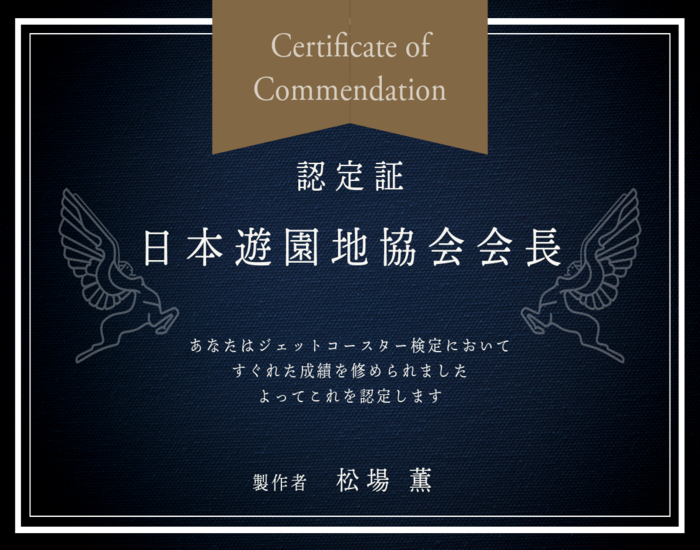 Certificate of
Commendation
認定証
日本遊園地協会会長
あなたはジェットコースター検定において
すぐれた成績を修められました
よってこれを認定します
製作者 松場 薫